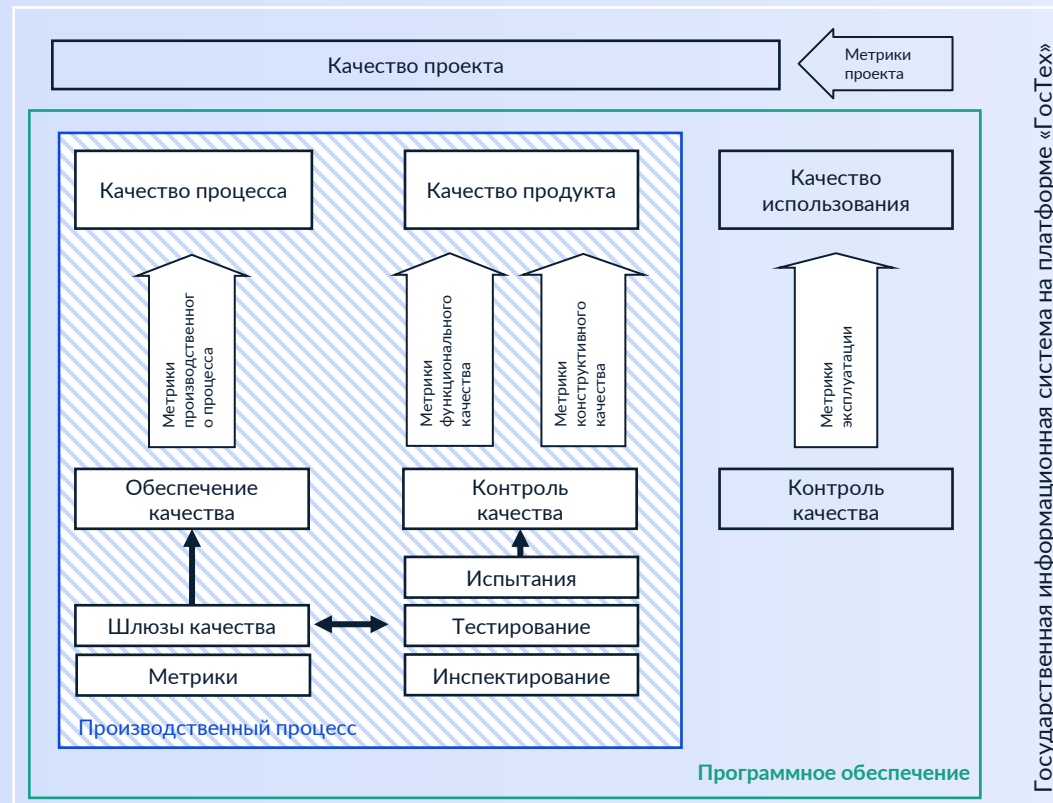 Качество проекта
Метрики
проекта
Качество процесса
Качество продукта
Качество
использования
Метрики
производственног
о процесса
Метрики
функционального
качества
Метрики
конструктивного
качества
Метрики
эксплуатации
Обеспечение
качества
Контроль
качества
Контроль
качества
Испытания
Шлюзы качества
Тестирование
Метрики
Инспектирование
Производственный процесс
Программное обеспечение
Государственная информационная система на платформе «ГосТех»